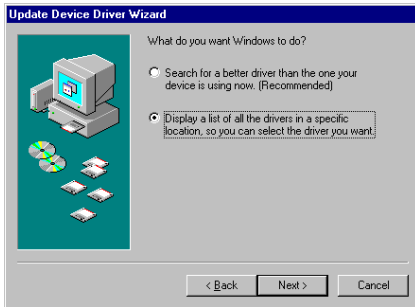 Update Device Driver Wizard
What do you want Windows to do?
Search for a better driver than the one your
device is using now. (Recommended)
Display a list of all the drivers in a specific
location, so you can select the driver you want.
< Back
Next >
Cancel